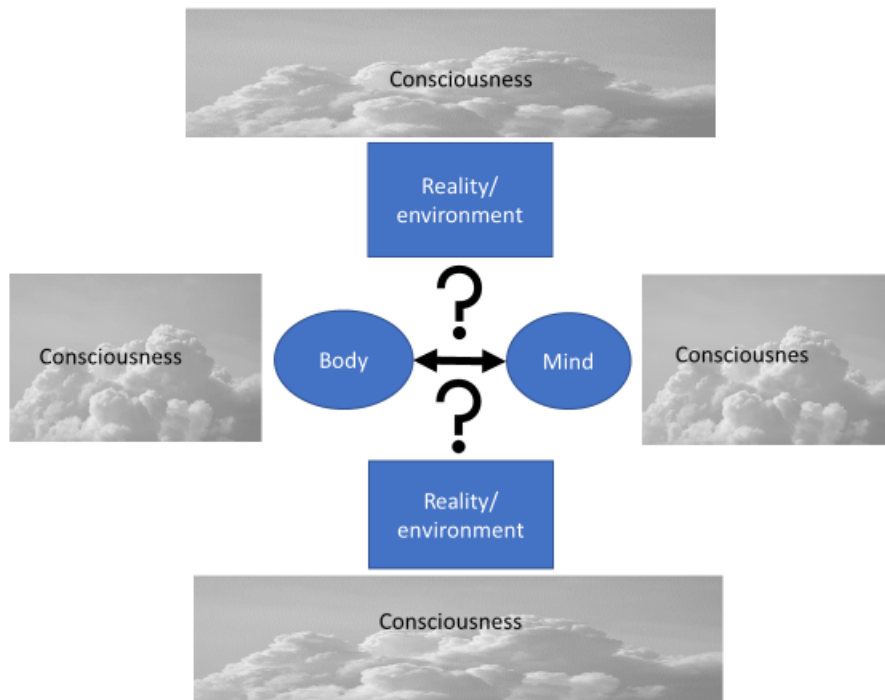 Consciousness
Reality/
environment
?
Consciousness
Body
Mind
Consciousnes
?
Reality/
environment
Consciousness